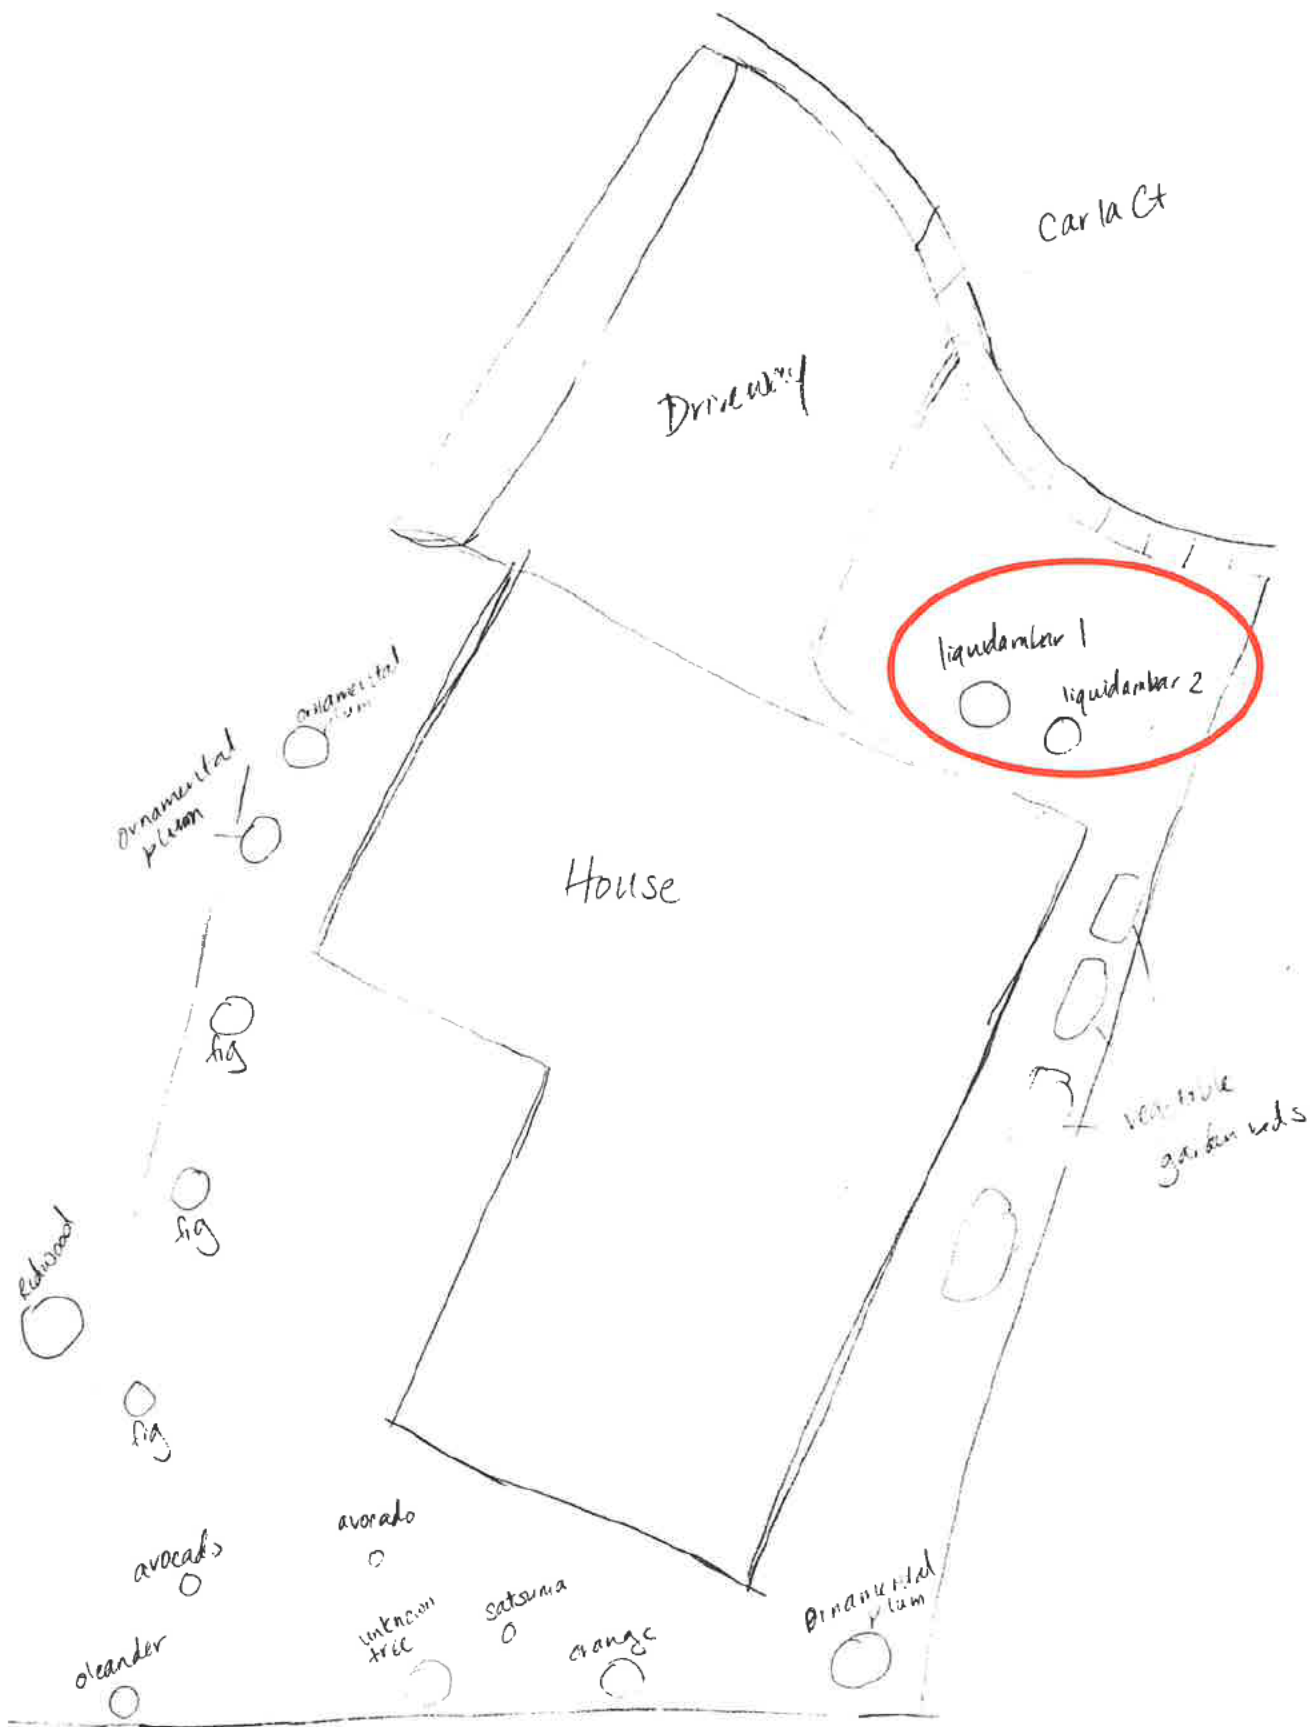 Carla Ct
Driveway
liquidambar 1
liquidambar 2
ornamental
plum
ornamental
plum
House
fig
vegetable
garden beds
fig
Redwood
fig
avocado
avocado
satsuma
unknown
tree
orange
ornamental
plum
oleander